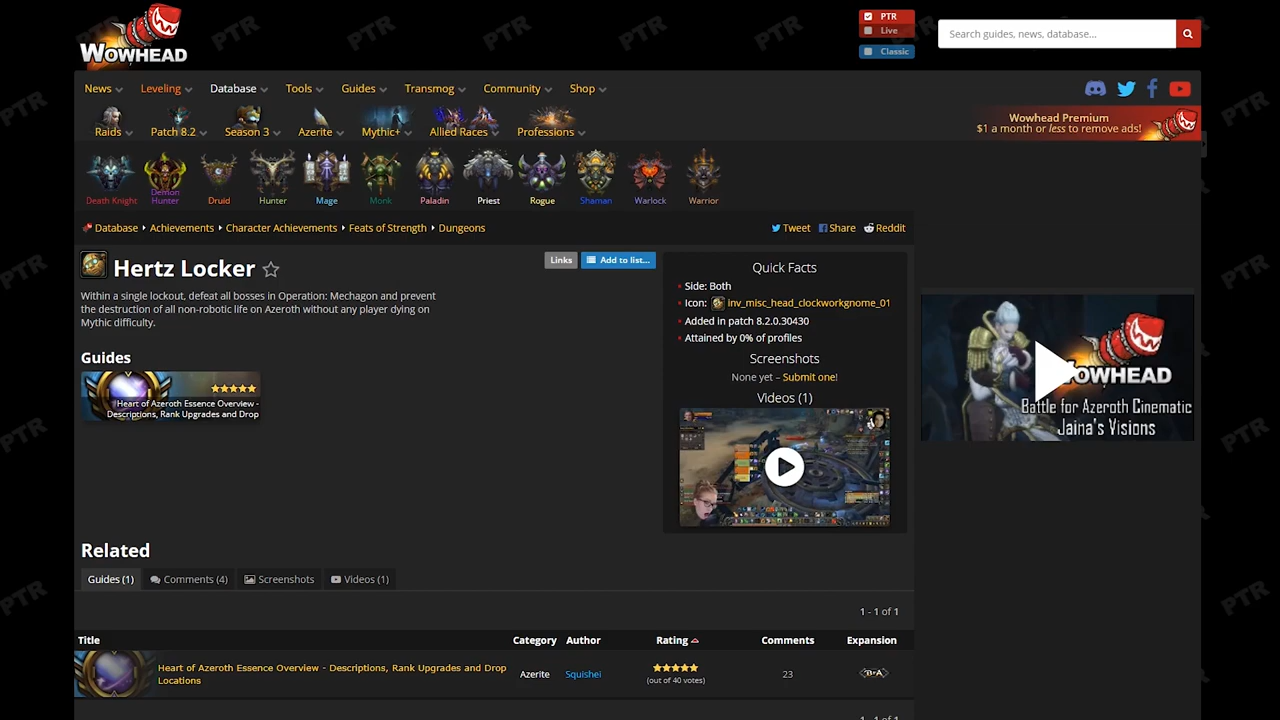 WOWHEAD
PTR
Live
Classic
Search guides, news, database...
News
Leveling
Database
Tools
Guides
Transmog
Community
Shop
Raids
Patch 8.2
Season 3
Azerite
Mythic+
Allied Races
Professions
Wowhead Premium
$1 a month or less to remove ads!
Death Knight
Demon
Hunter
Druid
Hunter
Mage
Monk
Paladin
Priest
Rogue
Shaman
Warlock
Warrior
Database
Achievements
Character Achievements
Feats of Strength
Dungeons
Tweet
Share
Reddit
Hertz Locker
Links
Add to list...
Within a single lockout, defeat all bosses in Operation: Mechagon and prevent
the destruction of all non-robotic life on Azeroth without any player dying on
Mythic difficulty.
Guides
Heart of Azeroth Essence Overview -
Descriptions, Rank Upgrades and Drop
Quick Facts
Side: Both
Icon: inv_misc_head_clockworkgnome_01
Added in patch 8.2.0.30430
Attained by 0% of profiles
Screenshots
None yet – Submit one!
Videos (1)
WOWHEAD
Battle for Azeroth Cinematic
Jaina's Visions
Related
Guides (1)
Comments (4)
Screenshots
Videos (1)
1 - 1 of 1
Title
Category
Author
Rating
Comments
Expansion
Heart of Azeroth Essence Overview - Descriptions, Rank Upgrades and Drop
Locations
Azerite
Squishei
(out of 40 votes)
23
BfA
1 - 1 of 1